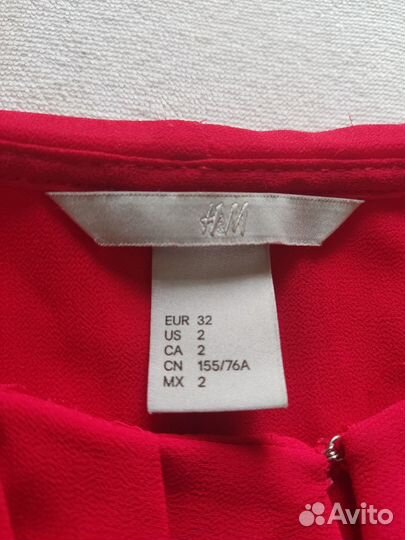 H&M
EUR 32
US 2
CA 2
CN 155/76A
MX 2
Avito